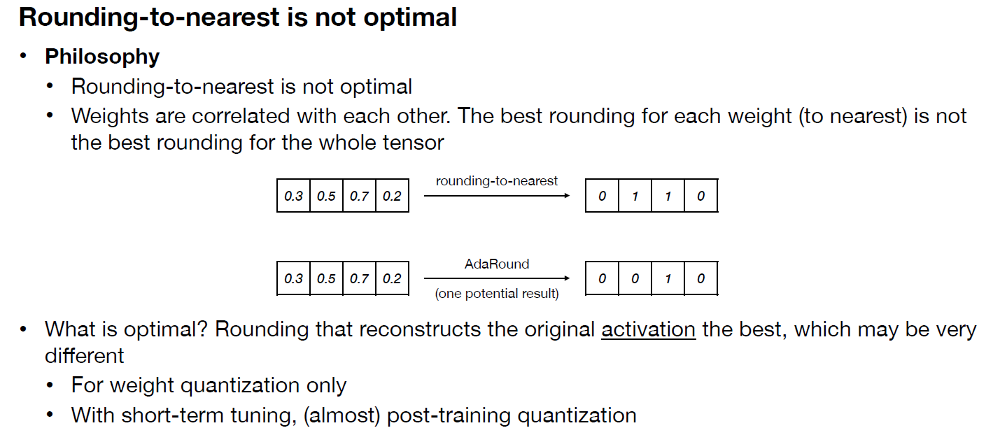 Rounding-to-nearest is not optimal
• Philosophy
• Rounding-to-nearest is not optimal
• Weights are correlated with each other. The best rounding for each weight (to nearest) is not
the best rounding for the whole tensor
0.3 0.5 0.7 0.2 rounding-to-nearest 0 1 1 0
0.3 0.5 0.7 0.2 AdaRound 0 0 1 0
(one potential result)
• What is optimal? Rounding that reconstructs the original activation the best, which may be very
different
• For weight quantization only
• With short-term tuning, (almost) post-training quantization